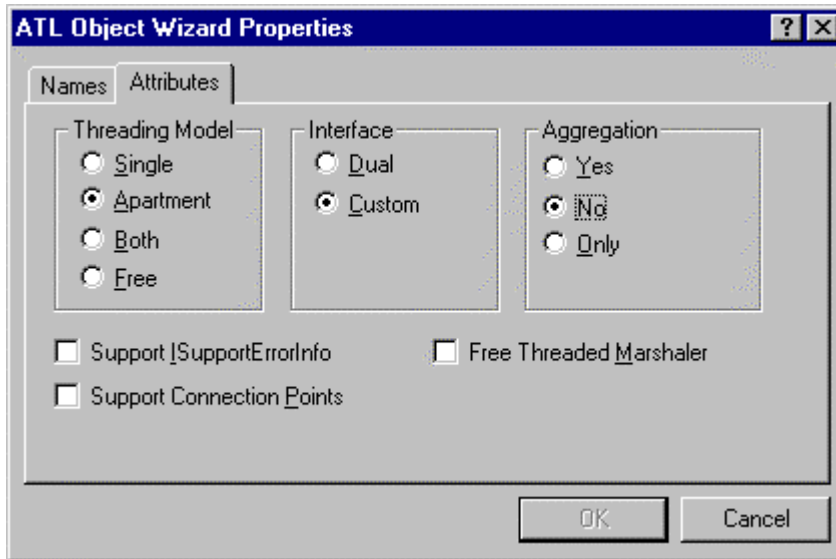 ATL Object Wizard Properties
Names Attributes
Threading Model
Single
Apartment
Both
Free
Interface
Dual
Custom
Aggregation
Yes
No
Only
Support ISupportErrorInfo
Free Threaded Marshaler
Support Connection Points
OK Cancel